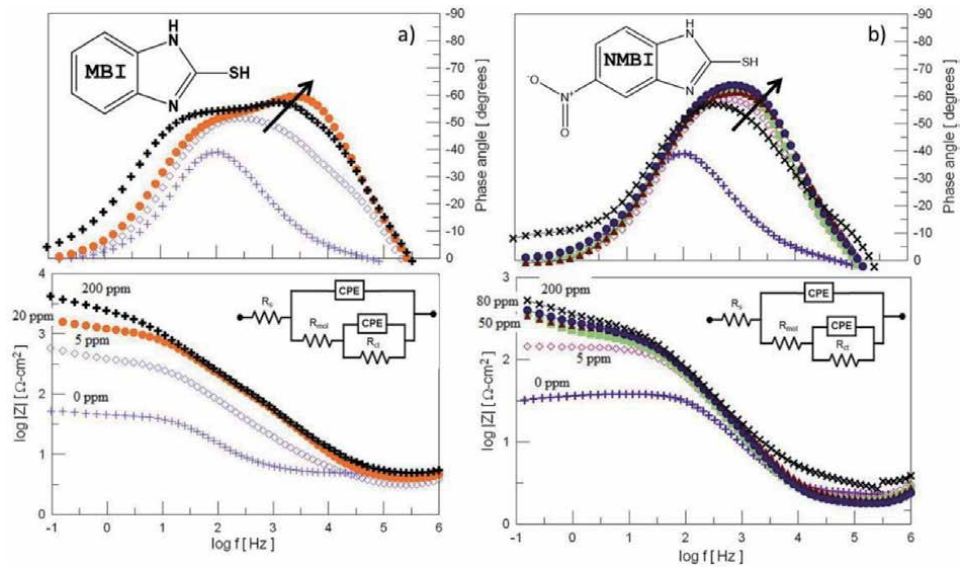 a)
H
N
MBI
SH
N
-90
-80
-70
-60
-50
-40
-30
-20
-10
0
Phase angle [ degrees]
b)
H
N
NMBI
SH
N
-O
N+
O
-90
-80
-70
-60
-50
-40
-30
-20
-10
0
Phase angle [ degrees]
4
3
2
1
0
log |Z| [Ω-cm²]
200 ppm
20 ppm
5 ppm
0 ppm
Rs
CPE
Rmol
CPE
Rct
-1 0 1 2 3 4 5 6
log f [ Hz]
3
2
1
0
log |Z| [Ω-cm²]
200 ppm
80 ppm
50 ppm
5 ppm
0 ppm
Rs
CPE
Rmol
CPE
Rct
-1 0 1 2 3 4 5 6
log f [ Hz]